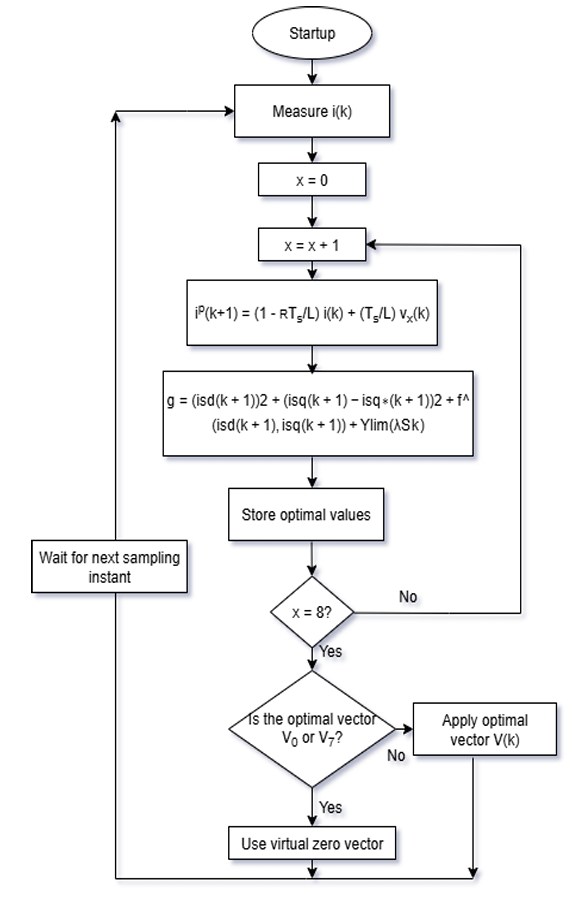 Startup
Measure i(k)
x = 0
x = x + 1
iᵖ(k+1) = (1 - RTₛ/L) i(k) + (Tₛ/L) vₓ(k)
g = (isd(k + 1))2 + (isq(k + 1) − isq∗(k + 1))2 + f^
(isd(k + 1), isq(k + 1)) + Ylim(λSk)
Store optimal values
Wait for next sampling
instant
x = 8?
No
Yes
Is the optimal vector
V₀ or V₇?
No
Apply optimal
vector V(k)
Yes
Use virtual zero vector